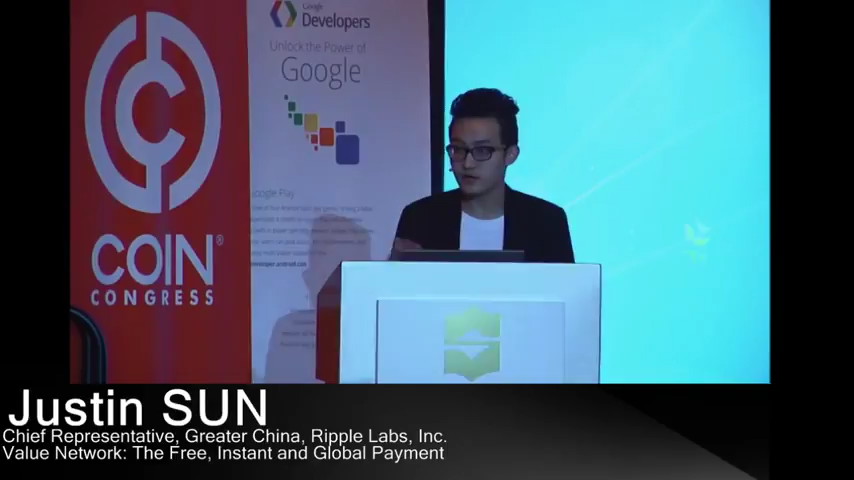 Google
Developers
Unlock the Power of
Google
Google Play
COIN®
CONGRESS
Justin SUN
Chief Representative, Greater China, Ripple Labs, Inc.
Value Network: The Free, Instant and Global Payment